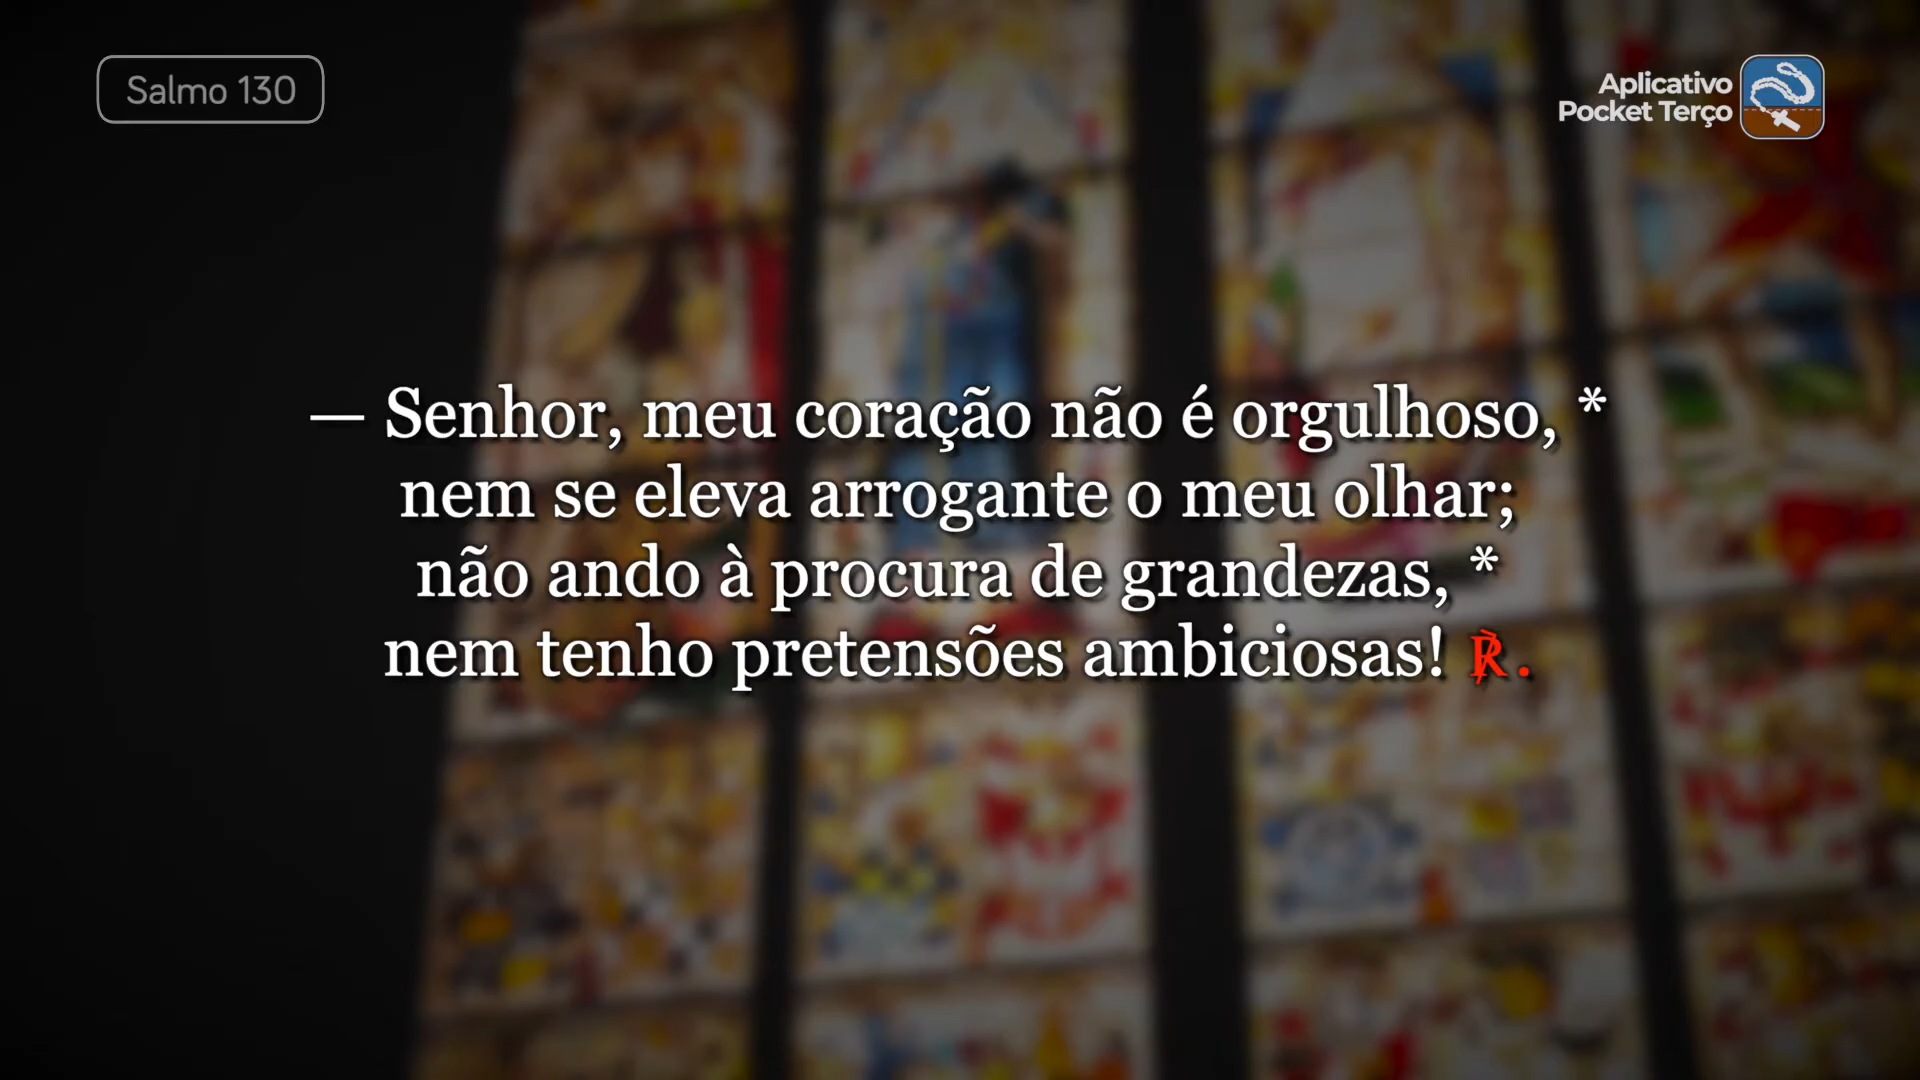 Salmo 130
Aplicativo
Pocket Terço
— Senhor, meu coração não é orgulhoso, *
nem se eleva arrogante o meu olhar;
não ando à procura de grandezas, *
nem tenho pretensões ambiciosas! ℟.